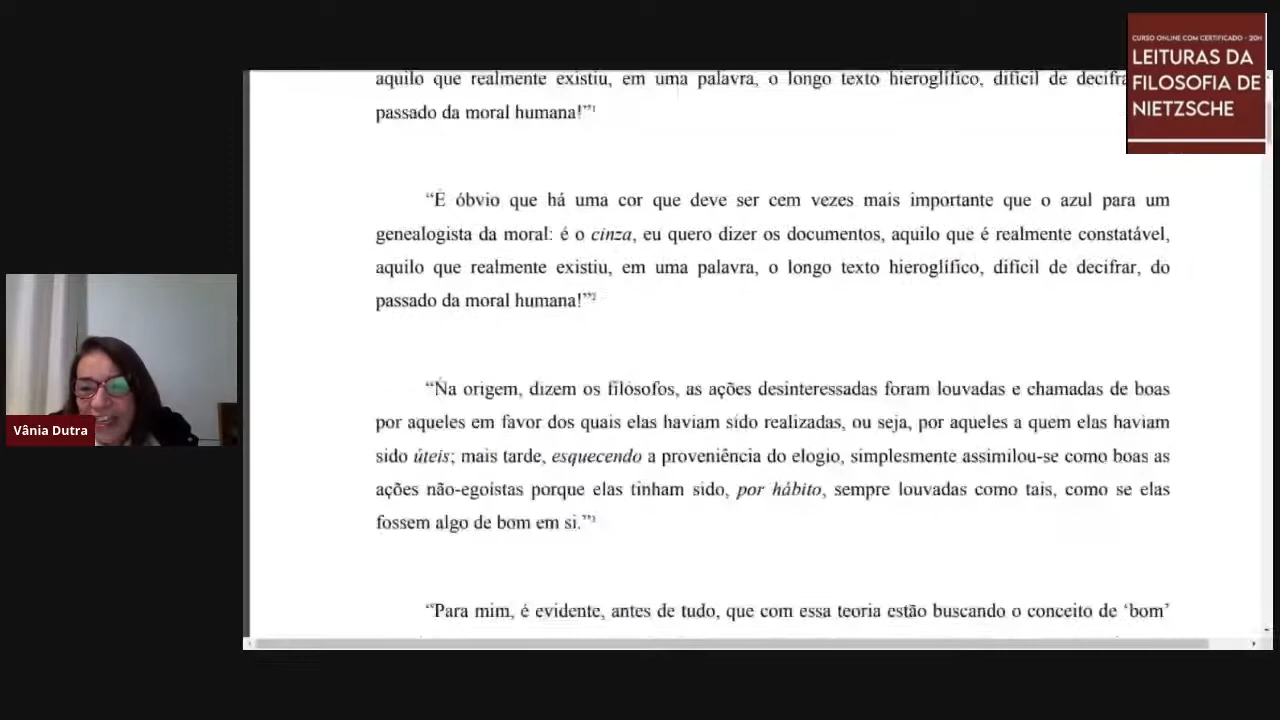 CURSO ONLINE COM CERTIFICADO - 20H
LEITURAS DA
FILOSOFIA DE
NIETZSCHE
aquilo que realmente existiu, em uma palavra, o longo texto hieroglífico, difícil de
passado da moral humana!”¹
“É óbvio que há uma cor que deve ser cem vezes mais importante que o azul para um
genealogista da moral: é o cinza, eu quero dizer os documentos, aquilo que é realmente constatável,
aquilo que realmente existiu, em uma palavra, o longo texto hieroglífico, difícil de decifrar, do
passado da moral humana!”²
“Na origem, dizem os filósofos, as ações desinteressadas foram louvadas e chamadas de boas
por aqueles em favor dos quais elas haviam sido realizadas, ou seja, por aqueles a quem elas haviam
sido úteis; mais tarde, esquecendo a proveniência do elogio, simplesmente assimilou-se como boas as
ações não-egoístas porque elas tinham sido, por hábito, sempre louvadas como tais, como se elas
fossem algo de bom em si.”³
“Para mim, é evidente, antes de tudo, que com essa teoria estão buscando o conceito de ‘bom’
Vânia Dutra